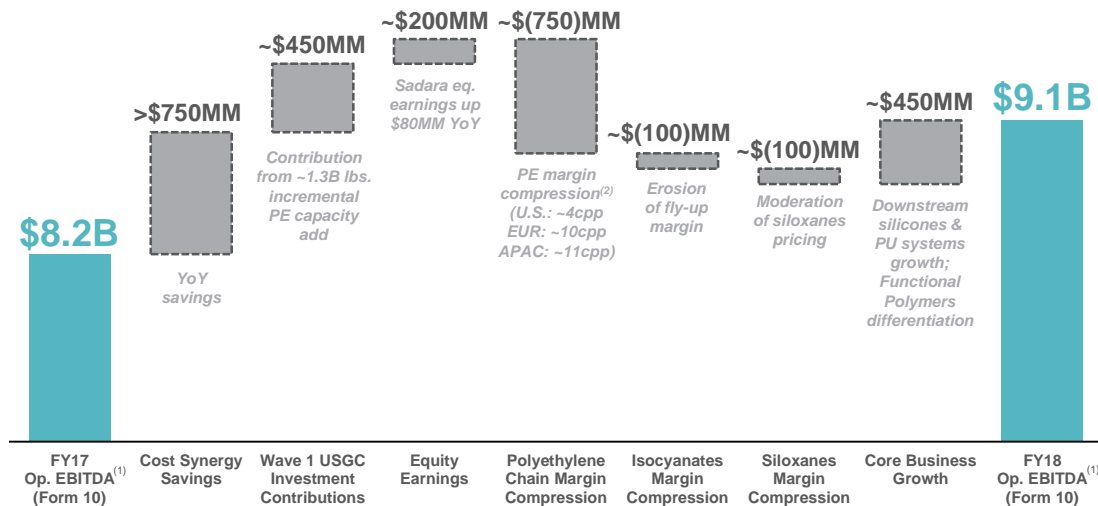 $8.2B
>$750MM
YoY
savings
~$450MM
Contribution
from ~1.3B lbs.
incremental
PE capacity
add
~$200MM
Sadara eq.
earnings up
$80MM YoY
~$(750)MM
PE margin
compression(2)
(U.S.: ~4cpp
EUR: ~10cpp
APAC: ~11cpp)
~$(100)MM
Erosion
of fly-up
margin
~$(100)MM
Moderation
of siloxanes
pricing
~$450MM
Downstream
silicones &
PU systems
growth;
Functional
Polymers
differentiation
$9.1B
FY17
Op. EBITDA(1)
(Form 10)
Cost Synergy
Savings
Wave 1 USGC
Investment
Contributions
Equity
Earnings
Polyethylene
Chain Margin
Compression
Isocyanates
Margin
Compression
Siloxanes
Margin
Compression
Core Business
Growth
FY18
Op. EBITDA(1)
(Form 10)